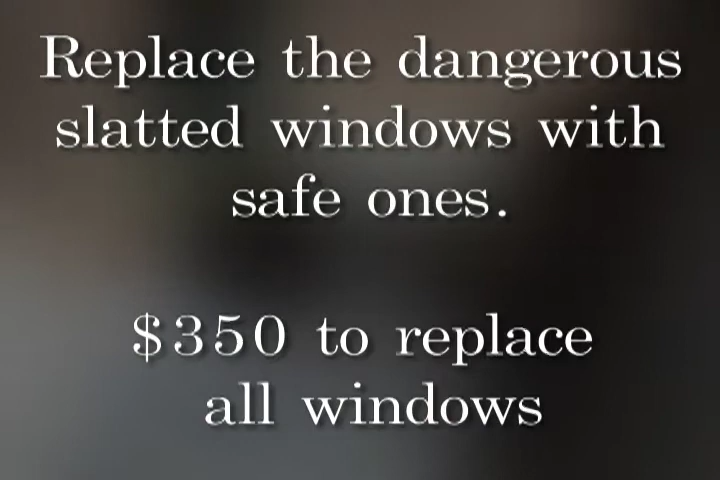 Replace the dangerous
slatted windows with
safe ones.
$350 to replace
all windows